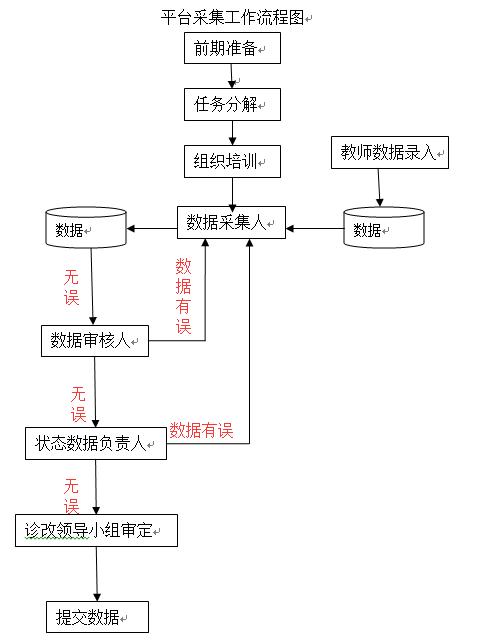 平台采集工作流程图
前期准备
任务分解
组织培训
教师数据录入
数据采集人
数据
数据
无误
数据有误
数据审核人
无误
数据有误
状态数据负责人
无误
诊改领导小组审定
提交数据